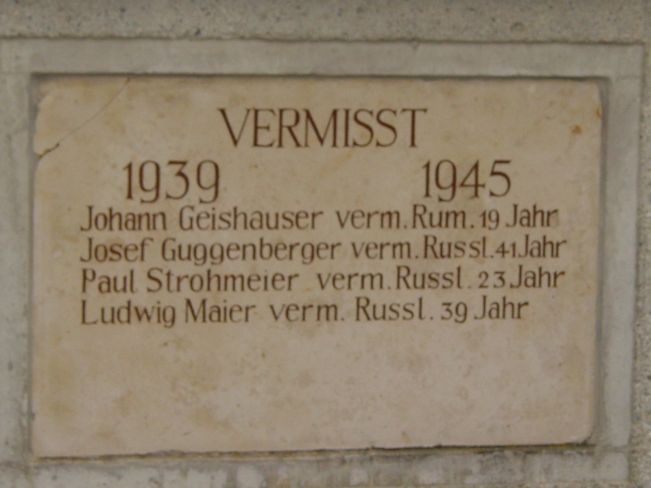 VERMISST
1939 1945
Johann Geishauser verm. Rum. 19 Jahr
Josef Guggenberger verm. Russl. 41 Jahr
Paul Strohmeier verm. Russl. 23 Jahr
Ludwig Maier verm. Russl. 39 Jahr